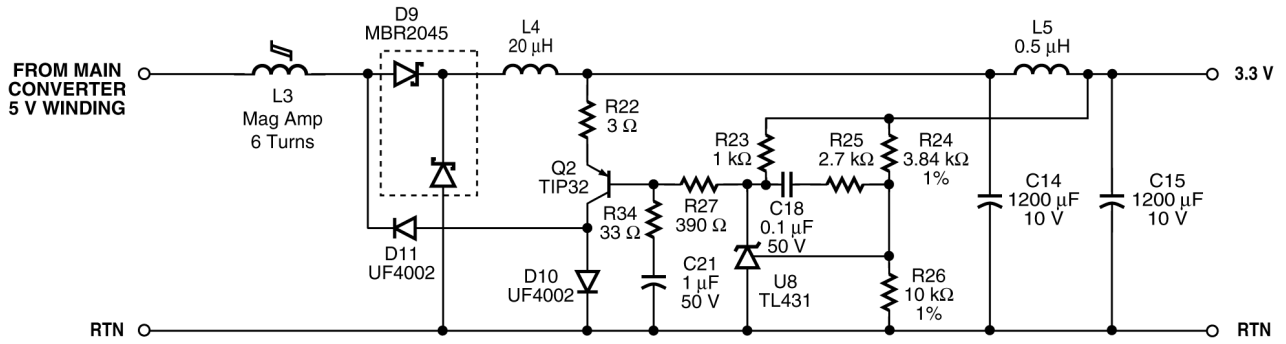 FROM MAIN
CONVERTER
5 V WINDING
L3
Mag Amp
6 Turns
D9
MBR2045
L4
20 μH
L5
0.5 μH
3.3 V
R22
3 Ω
Q2
TIP32
R23
1 kΩ
R25
2.7 kΩ
R24
3.84 kΩ
1%
R34
33 Ω
R27
390 Ω
C18
0.1 μF
50 V
C14
1200 μF
10 V
C15
1200 μF
10 V
D11
UF4002
D10
UF4002
C21
1 μF
50 V
U8
TL431
R26
10 kΩ
1%
RTN
RTN